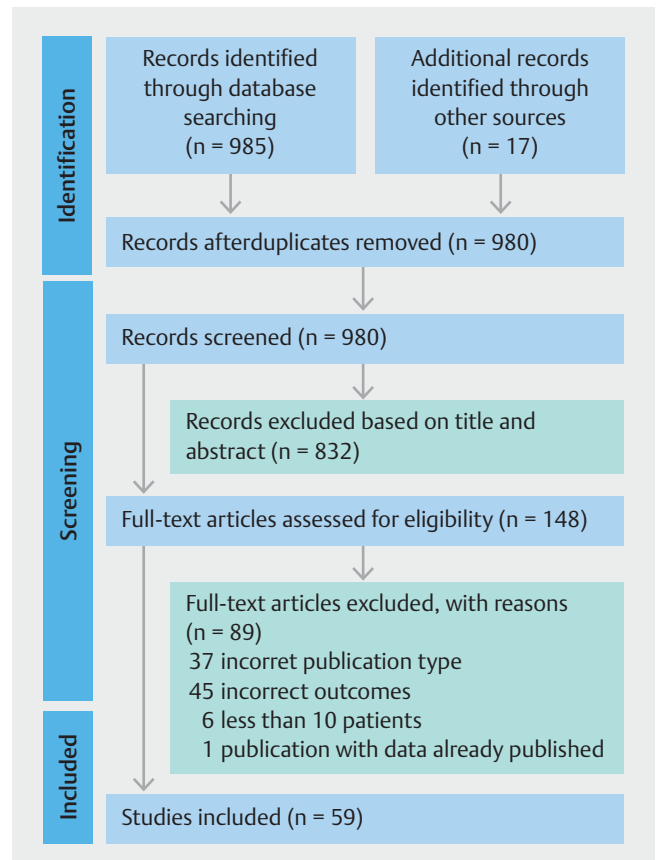 Identification
Records identified
through database
searching
(n = 985)
Additional records
identified through
other sources
(n = 17)
Records afterduplicates removed (n = 980)
Screening
Records screened (n = 980)
Records excluded based on title and
abstract (n = 832)
Full-text articles assessed for eligibility (n = 148)
Full-text articles excluded, with reasons
(n = 89)
37 incorret publication type
45 incorrect outcomes
6 less than 10 patients
1 publication with data already published
Included
Studies included (n = 59)